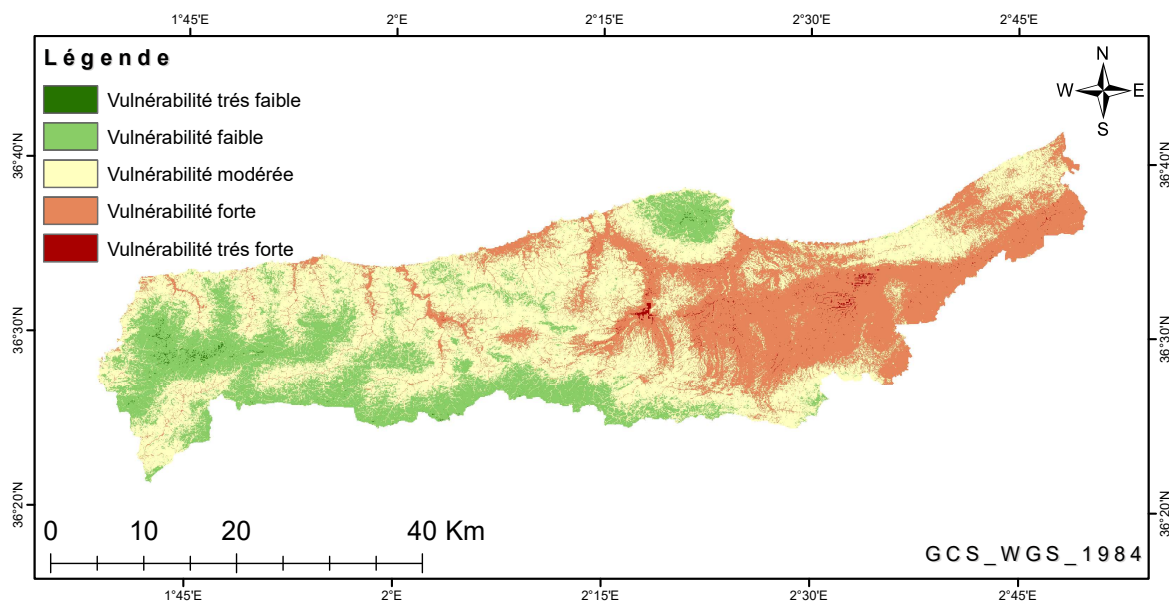 1°45'E 2°E 2°15'E 2°30'E 2°45'E
Légende
N
W E
S
Vulnérabilité trés faible
Vulnérabilité faible
Vulnérabilité modérée
Vulnérabilité forte
Vulnérabilité trés forte
36°40'N 36°40'N
36°30'N 36°30'N
36°20'N 36°20'N
0 10 20 40 Km
GCS_WGS_1984
1°45'E 2°E 2°15'E 2°30'E 2°45'E